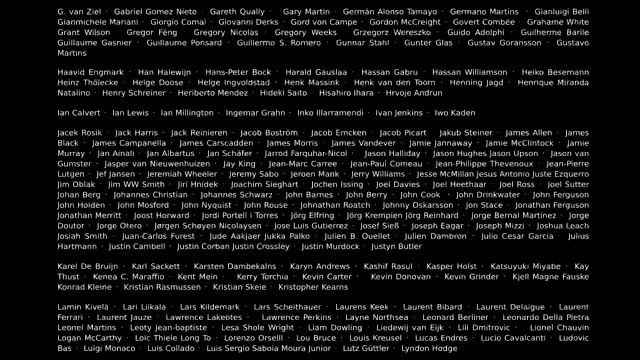 G. van Ziel · Gabriel Gomez Nieto · Gareth Qually · Gary Martin · Germán Alonso Tamayo · Germano Martins · Gianluigi Belli
Gianmichele Mariani · Giorgio Comai · Giovanni Derks · Gord von Campe · Gordon McCreight · Govert Combée · Grahame White
Grant Wilson · Gregor Féng · Gregory Nicolas · Gregory Weeks · Grzegorz Wereszko · Guido Adolphi · Guilherme Barile
Guillaume Gasnier · Guillaume Ponsard · Guillermo S. Romero · Gunnar Stahl · Gunter Glas · Gustav Göransson · Gustavo
Martins
Haavid Engmark · Han Halewijn · Hans-Peter Bock · Harald Gauslaa · Hassan Gabru · Hassan Williamson · Heiko Besemann
Heinz Thölecke · Helge Doose · Helge Ingvoldstad · Henk Massink · Henk van den Toorn · Henning Jagd · Henrique Miranda
Natalino · Henry Schreiner · Heriberto Mendez · Hideki Saito · Hisahiro Ihara · Hrvoje Andrun
Ian Calvert · Ian Lewis · Ian Millington · Ingemar Grahn · Inko Illarramendi · Ivan Jenkins · Iwo Kaden
Jacek Rosik · Jack Harris · Jack Reinieren · Jacob Boström · Jacob Emcken · Jacob Picart · Jakub Steiner · James Allen · James
Black · James Campanella · James Carscadden · James Morris · James Vandever · Jamie Jannaway · Jamie McClintock · Jamie
Murray · Jan Ainali · Jan Albartus · Jan Schäfer · Jarrod Farquhar-Nicol · Jason Halliday · Jason Hughes Jason Upson · Jason van
Gumster · Jasper van Nieuwenhuizen · Jay King · Jean-Marc Carree · Jean-Paul Comeau · Jean-Philippe Thevenoux · Jean-Pierre
Lutgen · Jef Jansen · Jeremiah Wheeler · Jeremy Sabo · Jeroen Mank · Jerry Williams · Jesse McMillan Jesus Antonio Juste Ezquerro
Jim Oblak · Jim WW Smith · Jiří Hnídek · Joachim Sieghart · Jochen Issing · Joel Davies · Joel Heethaar · Joel Ross · Joel Sutter
Johan Berg · Johannes Christian · Johannes Schwarz · John Barnes · John Berry · John Cook · John Drinkwater · John Ferguson
John Holden · John Mosford · John Nyquist · John Rouse · Johnathan Roatch · Johnny Oskarsson · Jon Stace · Jonathan Ferguson
Jonathan Merritt · Joost Horward · Jordi Portell i Torres · Jörg Elfring · Jörg Krempien Jörg Reinhard · Jorge Bernal Martinez · Jorge
Doutor · Jorge Otero · Jørgen Schøyen Nicolaysen · Jose Luis Gutierrez · Josef Sieß · Joseph Eagar · Joseph Mizzi · Joshua Leach
Josiah Smith · Juan-Carlos Furest · Jude Aakjaer Jukka Palko · Julien B. Ouellet · Julien Dambron · Julio Cesar Garcia · Julius
Hartmann · Justin Cambell · Justin Corban Justin Crossley · Justin Murdock · Justyn Butler
Karel De Bruijn · Karl Sackett · Karsten Dambekalns · Karyn Andrews · Kashif Rasul · Kasper Holst · Katsuyuki Miyabe · Kay
Thust · Kenea C. Maraffio · Kent Mein · Kerry Torchia · Kevin Carter · Kevin Donovan · Kevin Grinder · Kjell Magne Fauske
Konrad Kleine · Kristian Rasmussen · Kristian Skeie · Kristopher Kearns
Lamin Kivelä · Lari Liikala · Lars Kildemark · Lars Scheithauer · Laurens Keek · Laurent Bibard · Laurent Delaigue · Laurent
Ferrari · Laurent Jauze · Lawrence Lakeotes · Lawrence Perkins · Layne Northsea · Leonard Berliner · Leonardo Della Pietra
Leonel Martins · Leoty Jean-baptiste · Lesa Shole Wright · Liam Dowling · Liedewij van Eijk · Lili Dmitrovic · Lionel Chauvin
Logan McCarthy · Loïc Thiele Long To · Lorenzo Orselli · Lou Bruce · Louis Kreusel · Lucas Endres · Lucio Cavalcanti · Ludovic
Bas · Luigi Monaco · Luis Collado · Luis Sergio Saboia Moura Junior · Lutz Güttler · Lyndon Hodge